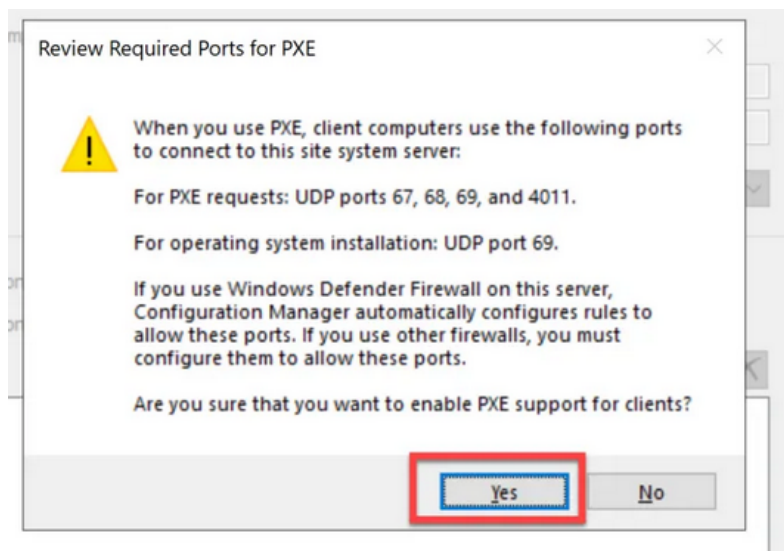 Review Required Ports for PXE
When you use PXE, client computers use the following ports
to connect to this site system server:
For PXE requests: UDP ports 67, 68, 69, and 4011.
For operating system installation: UDP port 69.
If you use Windows Defender Firewall on this server,
Configuration Manager automatically configures rules to
allow these ports. If you use other firewalls, you must
configure them to allow these ports.
Are you sure that you want to enable PXE support for clients?
Yes No